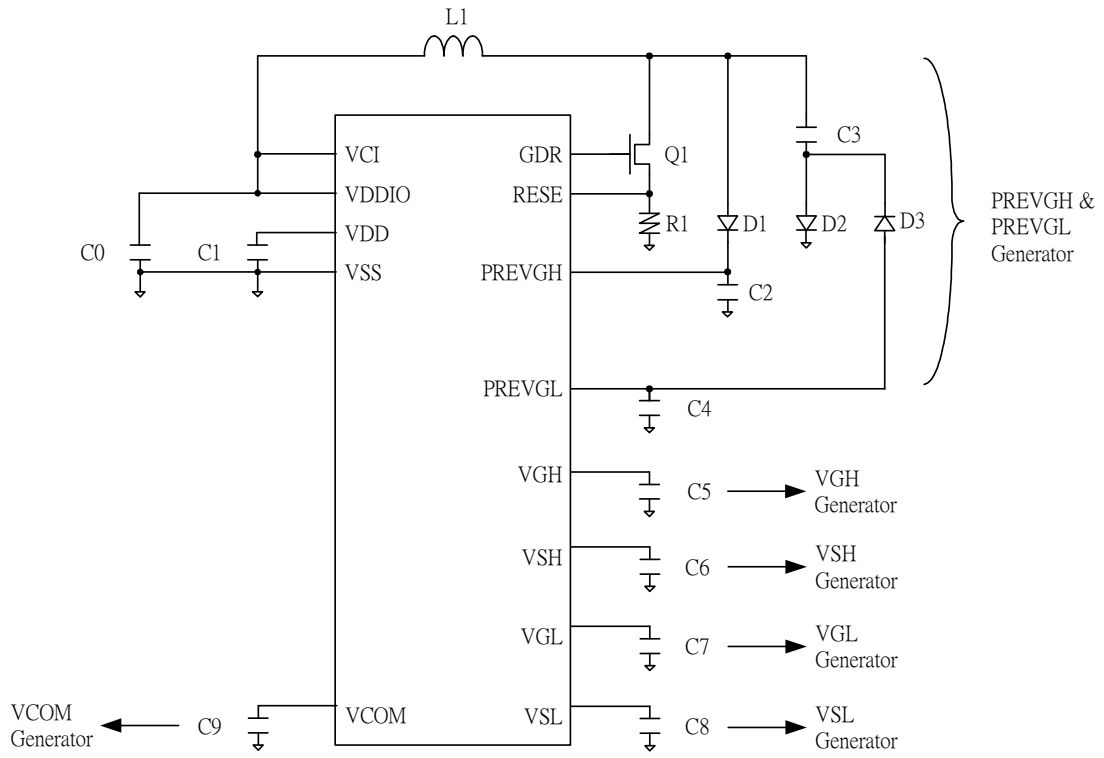 L1
VCI
GDR
Q1
C3
VDDIO
RESE
PREVGH &
PREVGL
Generator
C0
C1
VDD
R1
D1
D2
D3
VSS
PREVGH
C2
PREVGL
C4
VGH
C5
VGH
Generator
VSH
C6
VSH
Generator
VGL
C7
VGL
Generator
VCOM
Generator
C9
VCOM
VSL
C8
VSL
Generator